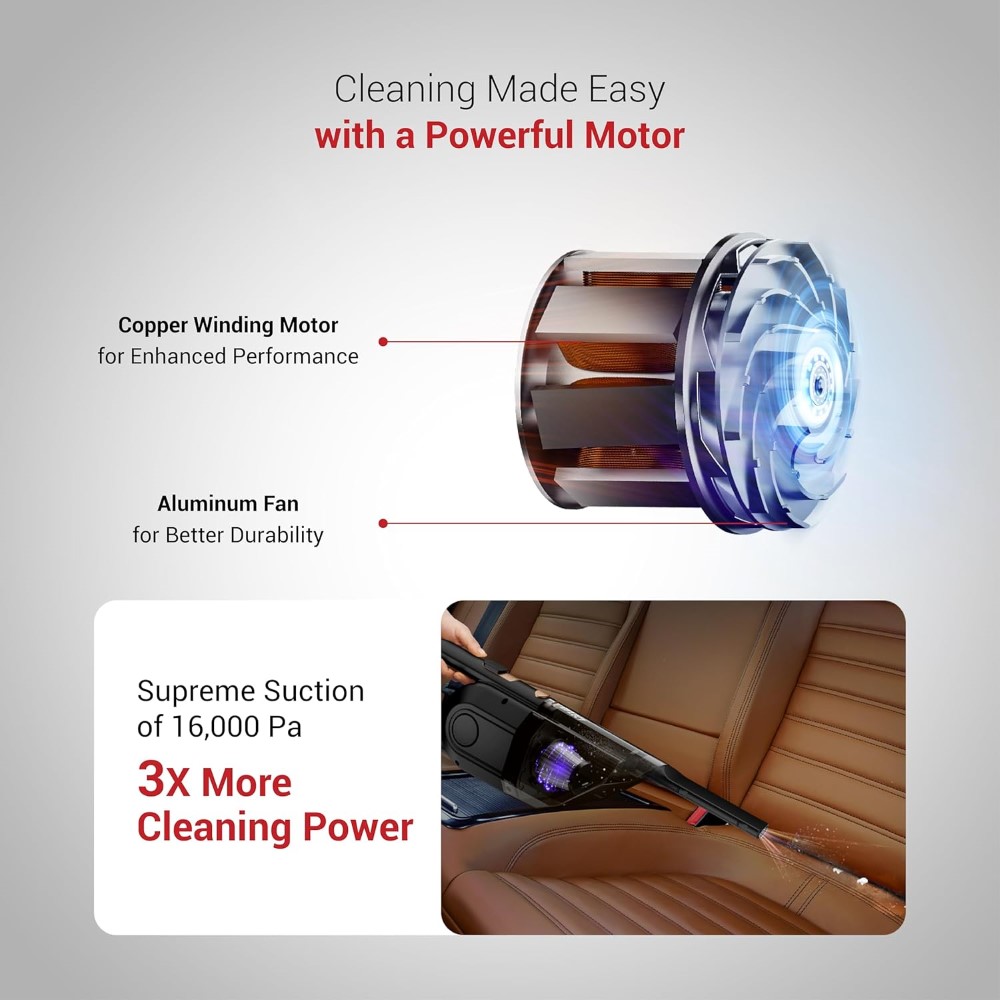 Cleaning Made Easy
with a Powerful Motor
Copper Winding Motor
for Enhanced Performance
Aluminum Fan
for Better Durability
Supreme Suction
of 16,000 Pa
3X More
Cleaning Power